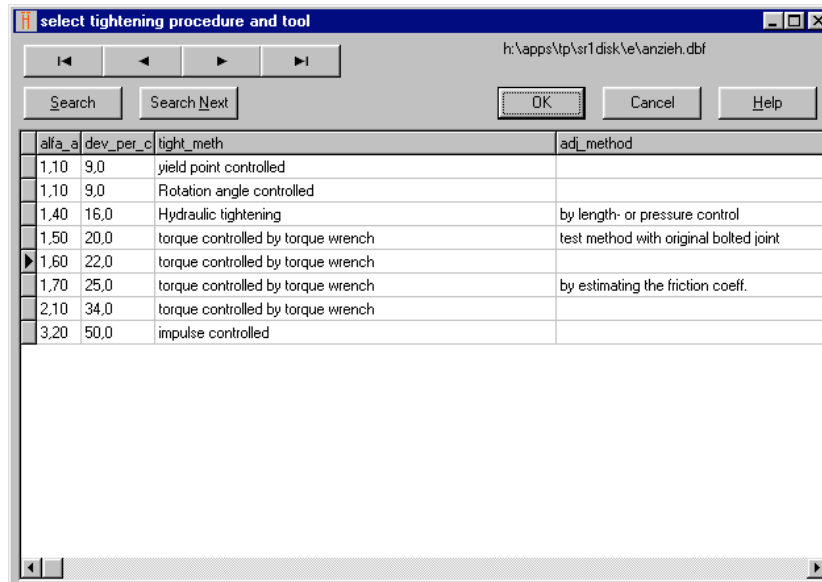 select tightening procedure and tool
h:\apps\tp\sr1disk\e\anzieh.dbf
Search Search Next OK Cancel Help
alfa_a dev_per_c tight_meth adj_method
1,10 9,0 yield point controlled
1,10 9,0 Rotation angle controlled
1,40 16,0 Hydraulic tightening by length- or pressure control
1,50 20,0 torque controlled by torque wrench test method with original bolted joint
1,60 22,0 torque controlled by torque wrench
1,70 25,0 torque controlled by torque wrench by estimating the friction coeff.
2,10 34,0 torque controlled by torque wrench
3,20 50,0 impulse controlled